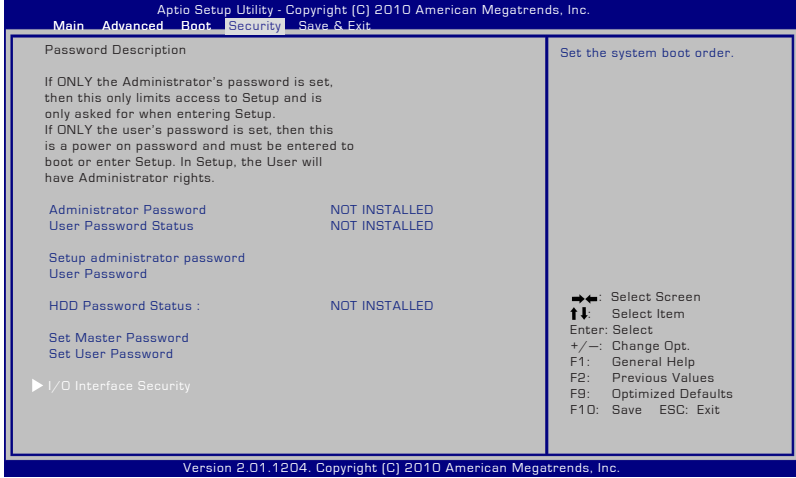 Aptio Setup Utility - Copyright (C) 2010 American Megatrends, Inc.
Main Advanced Boot Security Save & Exit
Password Description
If ONLY the Administrator's password is set,
then this only limits access to Setup and is
only asked for when entering Setup.
If ONLY the user's password is set, then this
is a power on password and must be entered to
boot or enter Setup. In Setup, the User will
have Administrator rights.
Administrator Password NOT INSTALLED
User Password Status NOT INSTALLED
Setup administrator password
User Password
HDD Password Status : NOT INSTALLED
Set Master Password
Set User Password
I/O Interface Security
Set the system boot order.
→←: Select Screen
↑↓: Select Item
Enter: Select
+/—: Change Opt.
F1: General Help
F2: Previous Values
F9: Optimized Defaults
F10: Save ESC: Exit
Version 2.01.1204. Copyright (C) 2010 American Megatrends, Inc.